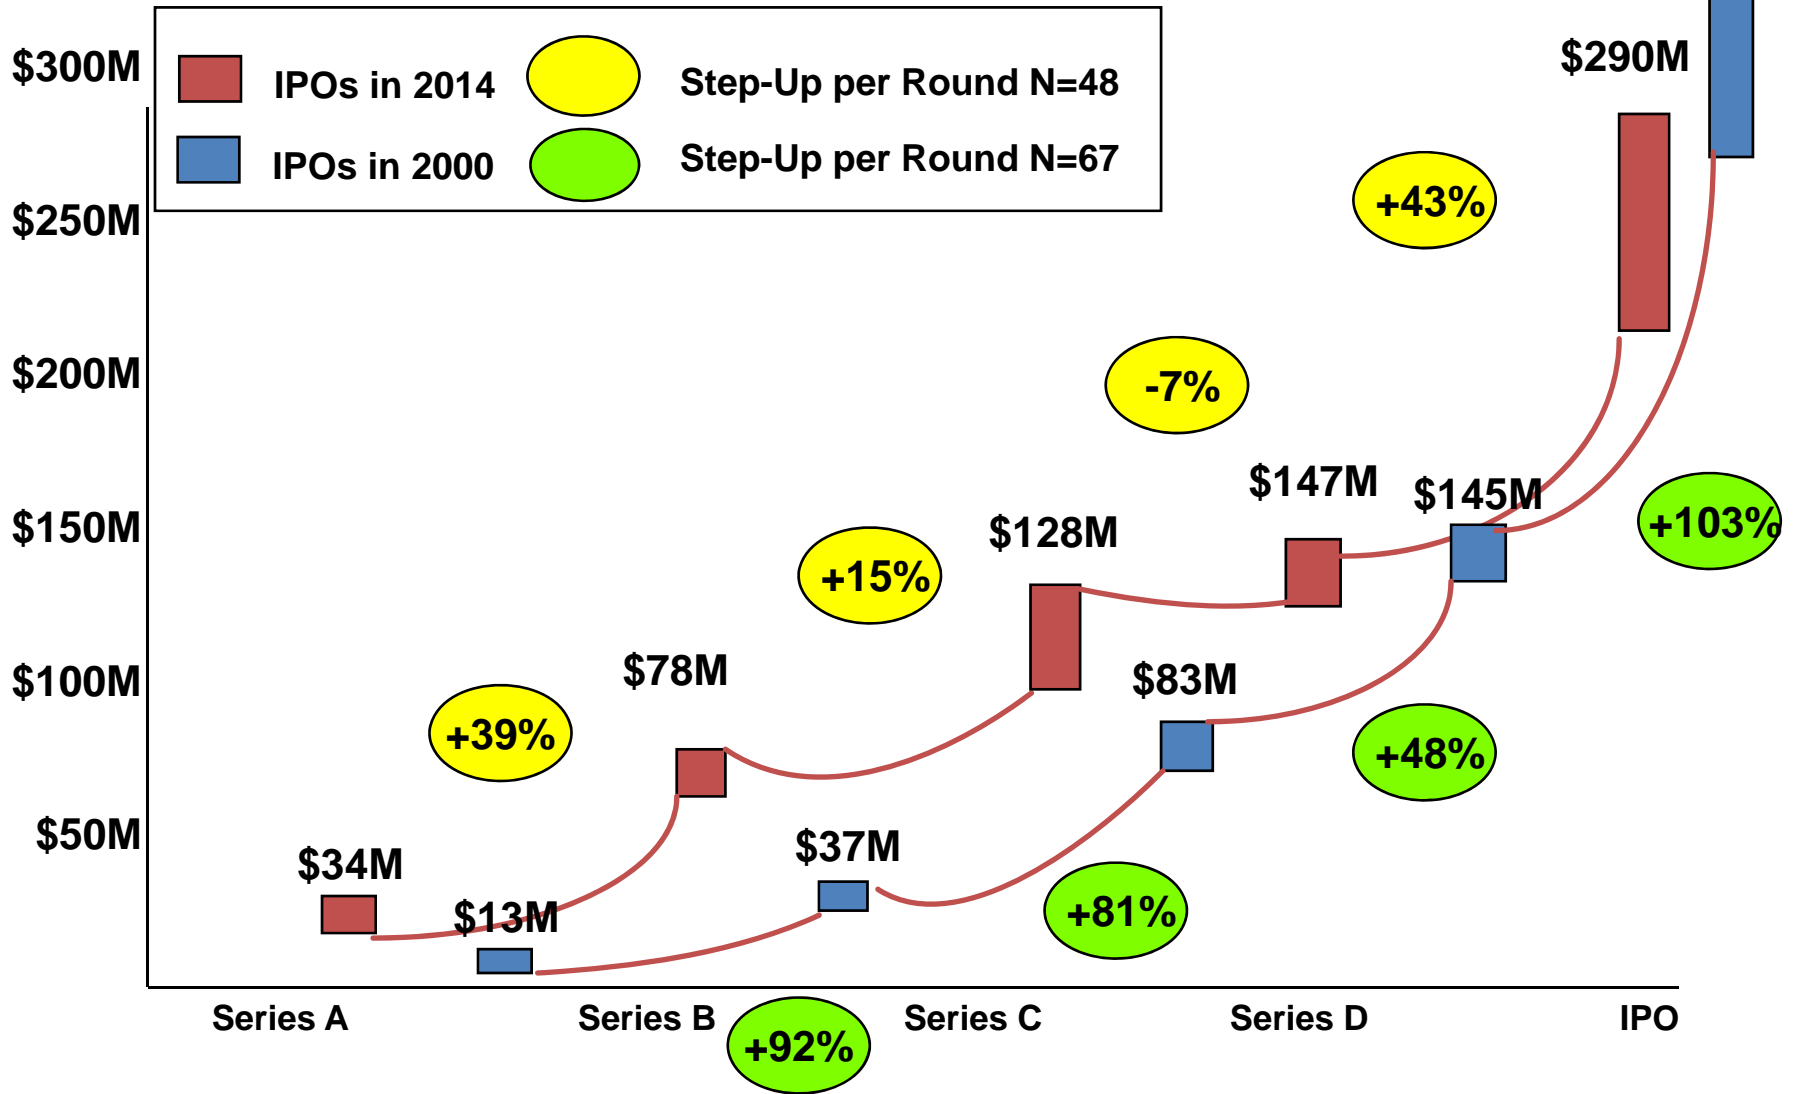 $300M
$250M
$200M
$150M
$100M
$50M
IPOs in 2014
Step-Up per Round N=48
IPOs in 2000
Step-Up per Round N=67
$290M
+43%
-7%
$147M
$145M
+103%
$128M
+15%
$78M
$83M
+39%
+48%
$34M
$37M
$13M
+81%
Series A
Series B
Series C
Series D
IPO
+92%